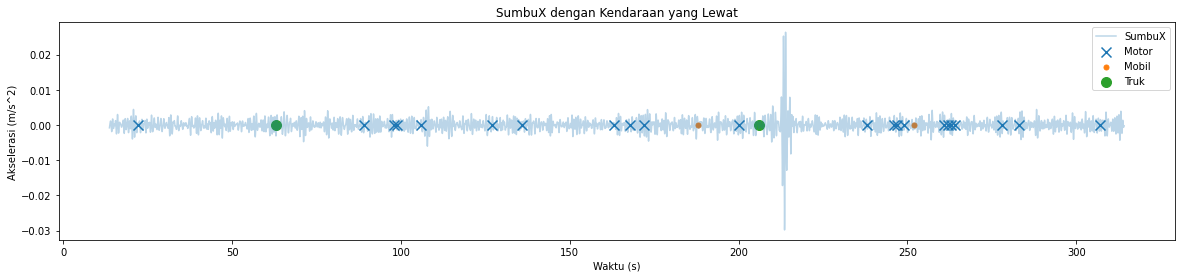 SumbuX dengan Kendaraan yang Lewat
Akselerasi (m/s^2)
0.02
0.01
0.00
−0.01
−0.02
−0.03
SumbuX
Motor
Mobil
Truk
0 50 100 150 200 250 300
Waktu (s)